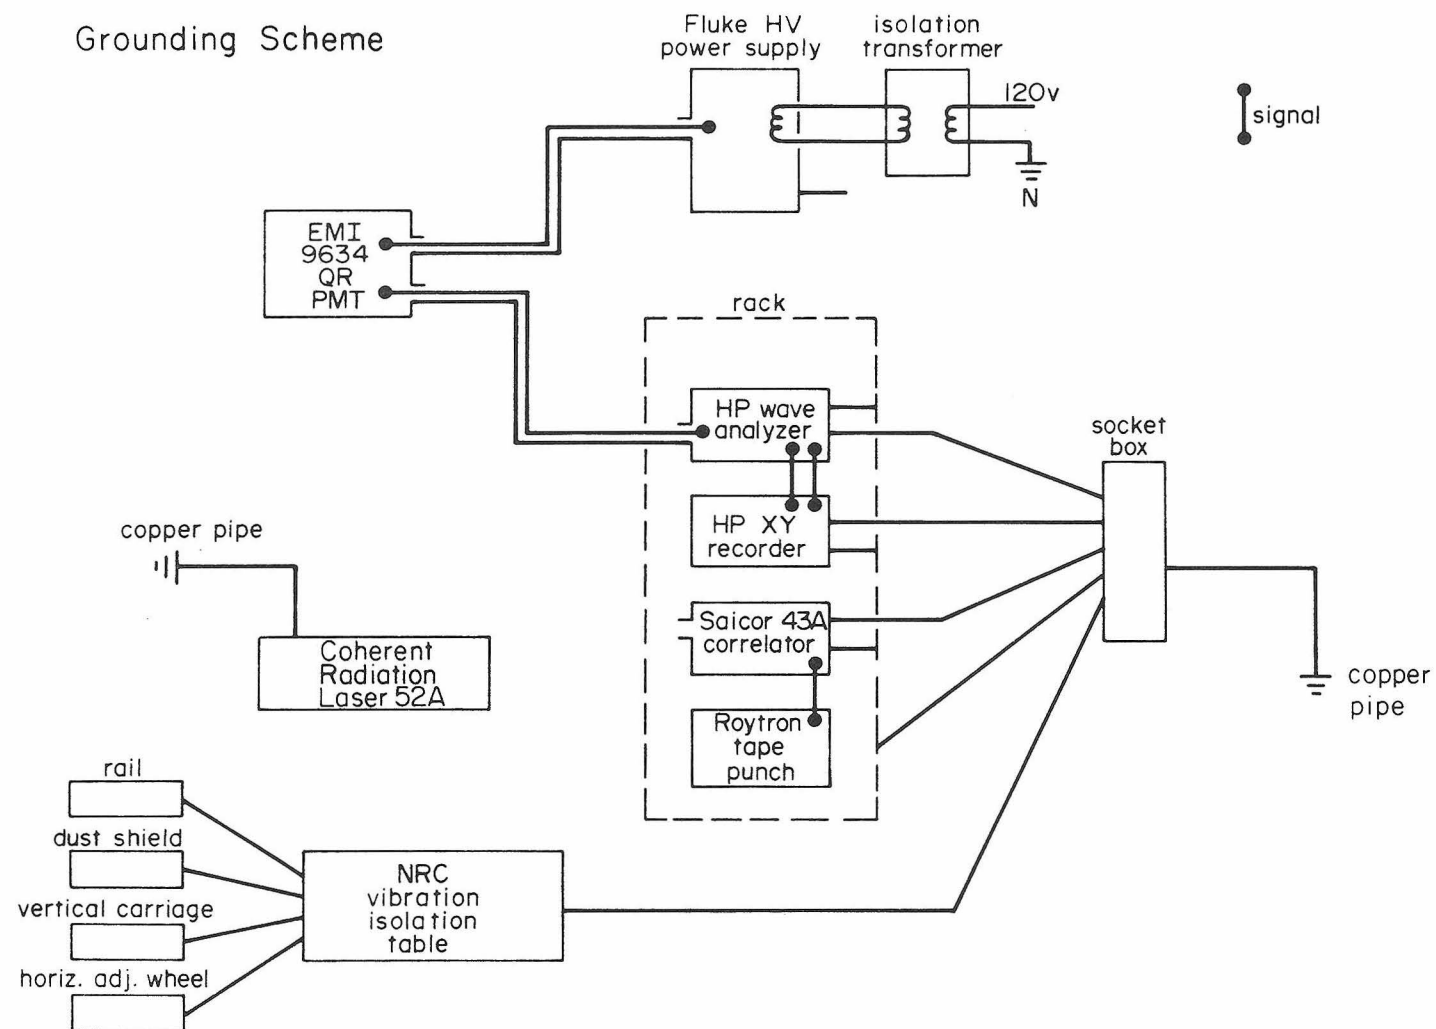 Grounding Scheme
Fluke HV
power supply
isolation
transformer
120v
N
signal
EMI
9634
QR
PMT
rack
HP wave
analyzer
socket
box
HP XY
recorder
copper pipe
Saicor 43A
correlator
Coherent
Radiation
Laser 52A
copper
pipe
Roytron
tape
punch
rail
dust shield
vertical carriage
horiz. adj. wheel
NRC
vibration
isolation
table